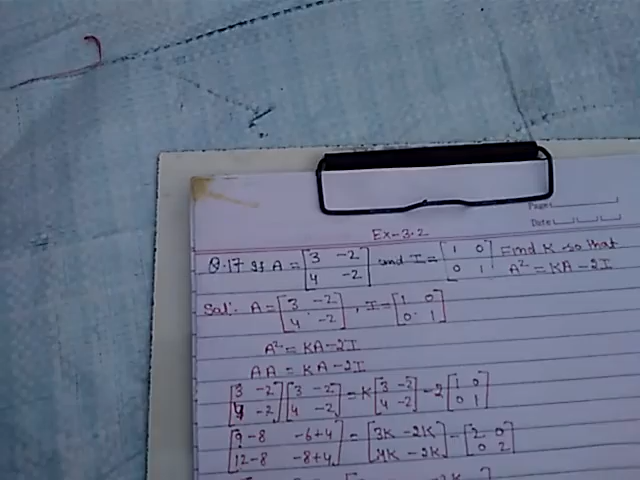 Page:
Date:
Ex-3.2
Q.17 If A = [3 -2 4 -2] and I = [1 0 0 1] Find K so that A² = KA - 2I
Sol: A = [3 -2 4 -2], I = [1 0 0 1]
A² = KA - 2I
AA = KA - 2I
[3 -2 4 -2] [3 -2 4 -2] = K [3 -2 4 -2] - 2 [1 0 0 1]
[9-8 -6+4 12-8 -8+4] = [3K -2K 4K -2K] - [2 0 0 2]